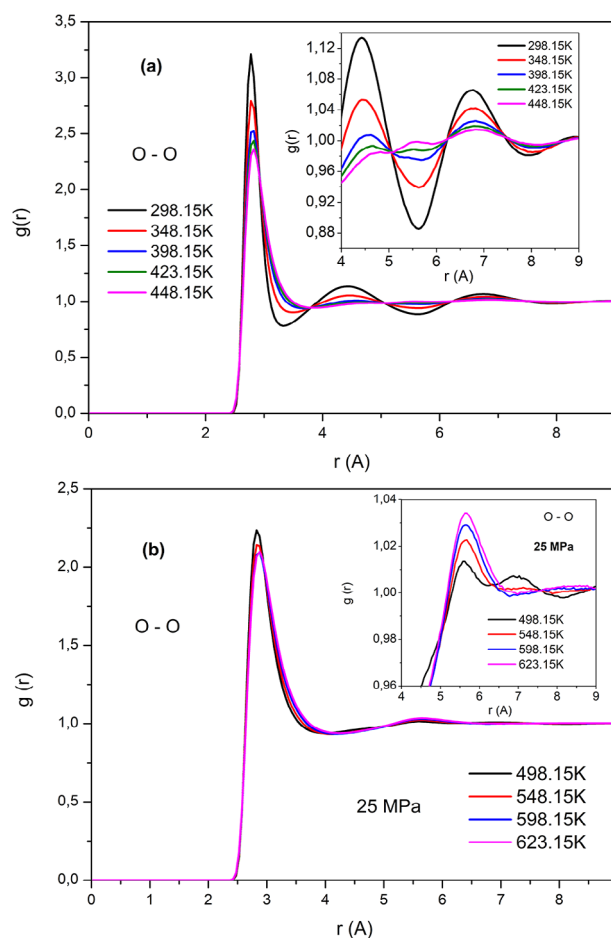 (a)
O - O
298.15K
348.15K
398.15K
423.15K
448.15K
g(r)
3,5
3,0
2,5
2,0
1,5
1,0
0,5
0,0
0 2 4 6 8
r (A)
1,12
1,08
1,04
1,00
0,96
0,92
0,88
g(r)
298.15K
348.15K
398.15K
423.15K
448.15K
4 5 6 7 8 9
r (A)
(b)
O - O
25 MPa
498.15K
548.15K
598.15K
623.15K
g (r)
2,5
2,0
1,5
1,0
0,5
0,0
0 2 4 6 8
r (A)
1,04
1,02
1,00
0,98
0,96
g (r)
O - O
25 MPa
498.15K
548.15K
598.15K
623.15K
4 5 6 7 8 9
r (A)